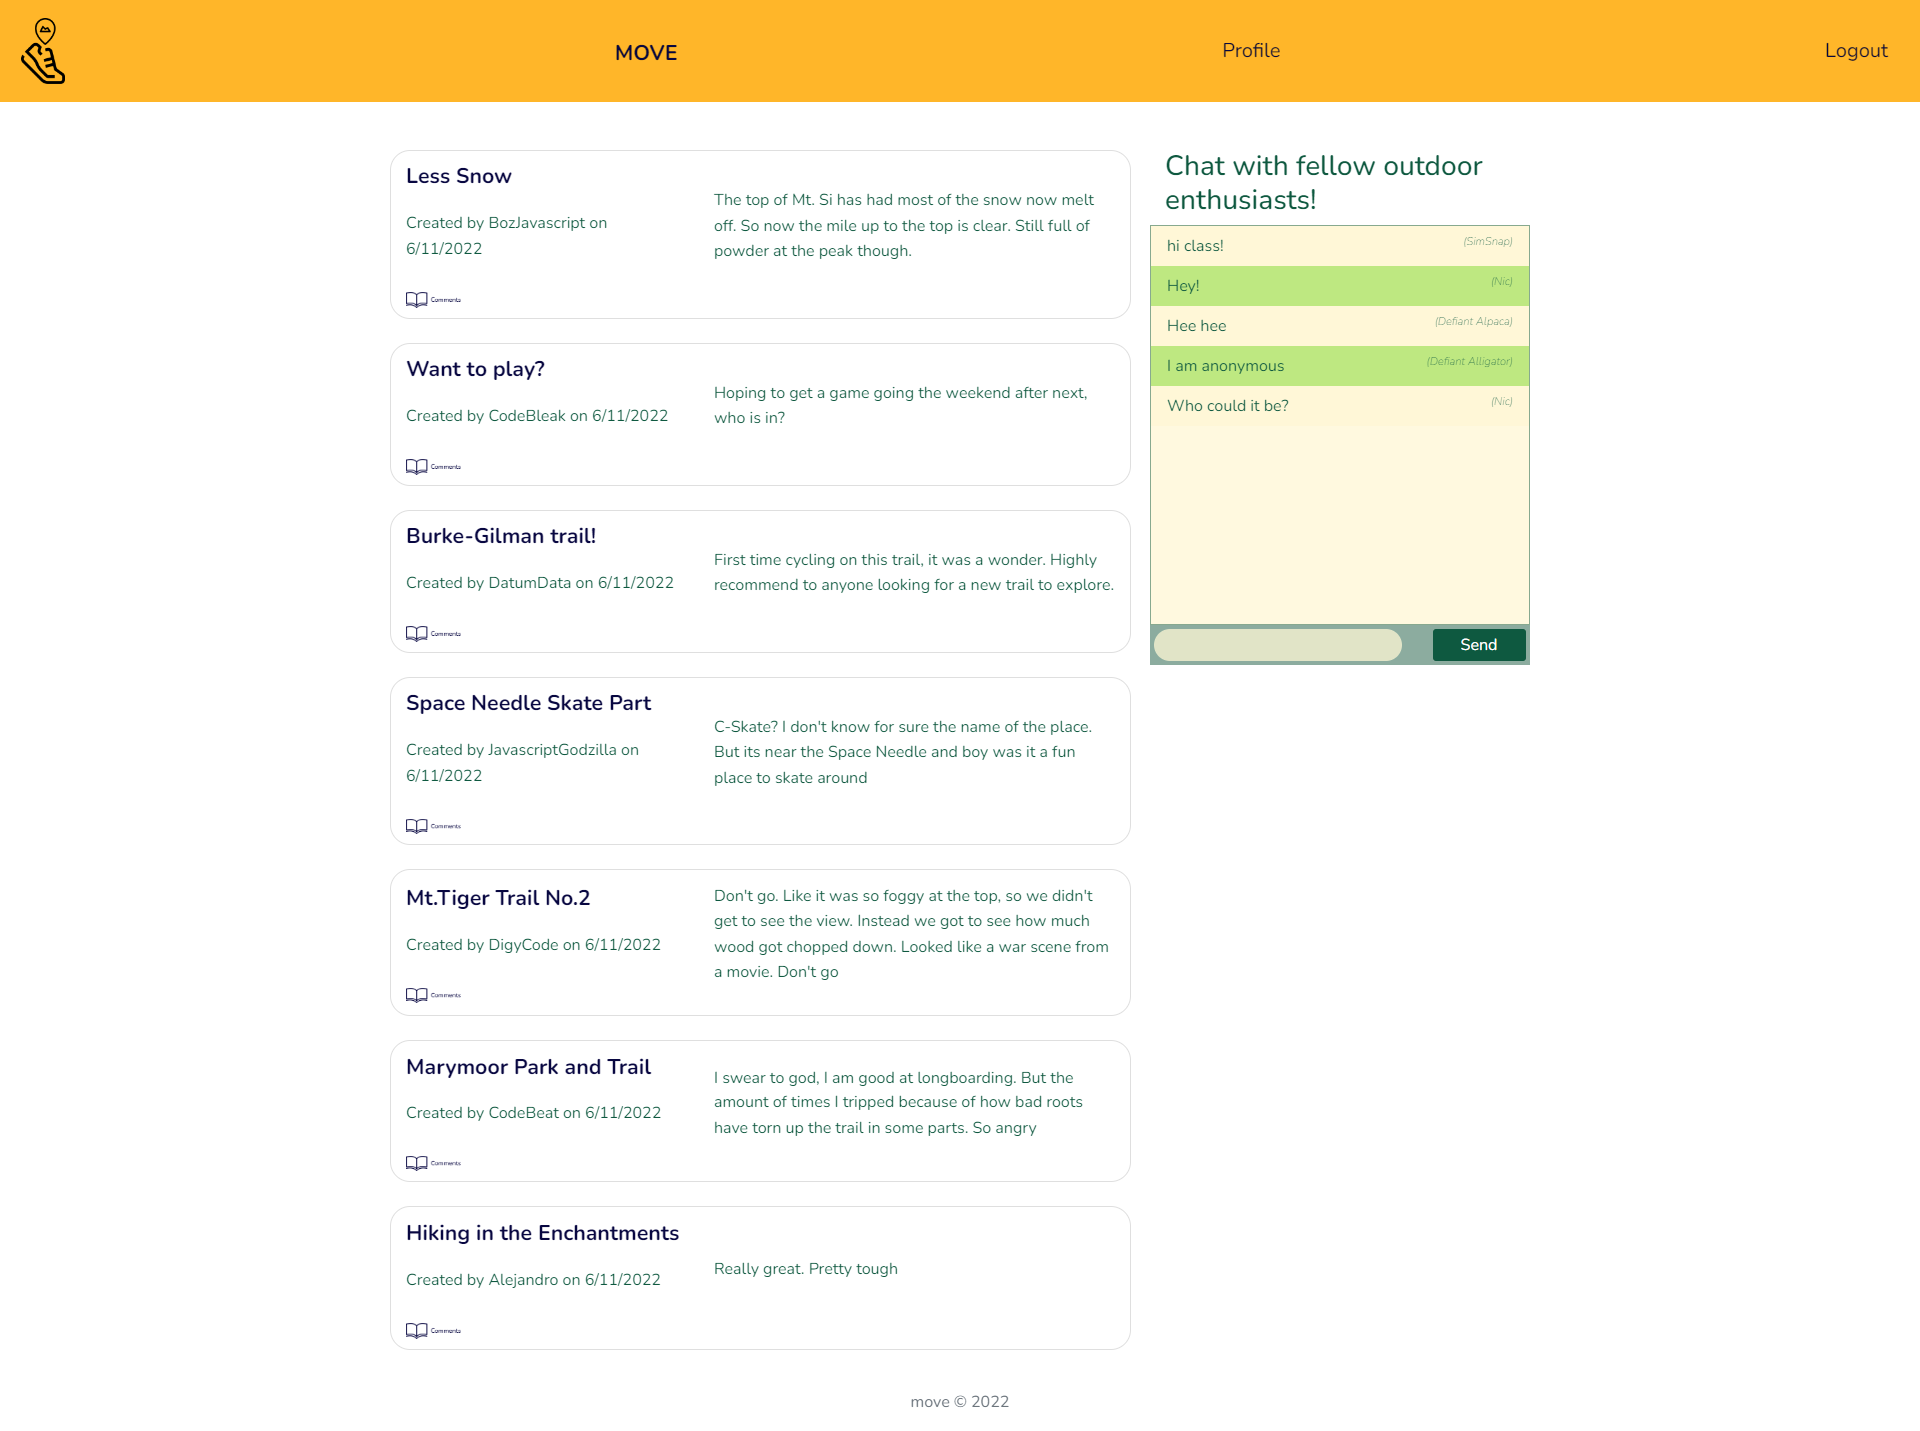 MOVE
Profile
Logout
Less Snow
Created by BozJavascript on
6/11/2022
The top of Mt. Si has had most of the snow now melt
off. So now the mile up to the top is clear. Still full of
powder at the peak though.
Comments
Want to play?
Created by CodeBleak on 6/11/2022
Hoping to get a game going the weekend after next,
who is in?
Comments
Burke-Gilman trail!
Created by DatumData on 6/11/2022
First time cycling on this trail, it was a wonder. Highly
recommend to anyone looking for a new trail to explore.
Comments
Space Needle Skate Part
Created by JavascriptGodzilla on
6/11/2022
C-Skate? I don't know for sure the name of the place.
But its near the Space Needle and boy was it a fun
place to skate around
Comments
Mt.Tiger Trail No.2
Created by DigyCode on 6/11/2022
Don't go. Like it was so foggy at the top, so we didn't
get to see the view. Instead we got to see how much
wood got chopped down. Looked like a war scene from
a movie. Don't go
Comments
Marymoor Park and Trail
Created by CodeBeat on 6/11/2022
I swear to god, I am good at longboarding. But the
amount of times I tripped because of how bad roots
have torn up the trail in some parts. So angry
Comments
Hiking in the Enchantments
Created by Alejandro on 6/11/2022
Really great. Pretty tough
Comments
Chat with fellow outdoor
enthusiasts!
hi class! (SimSnap)
Hey! (Nic)
Hee hee (Defiant Alpaca)
I am anonymous (Defiant Alligator)
Who could it be? (Nic)
Send
move © 2022